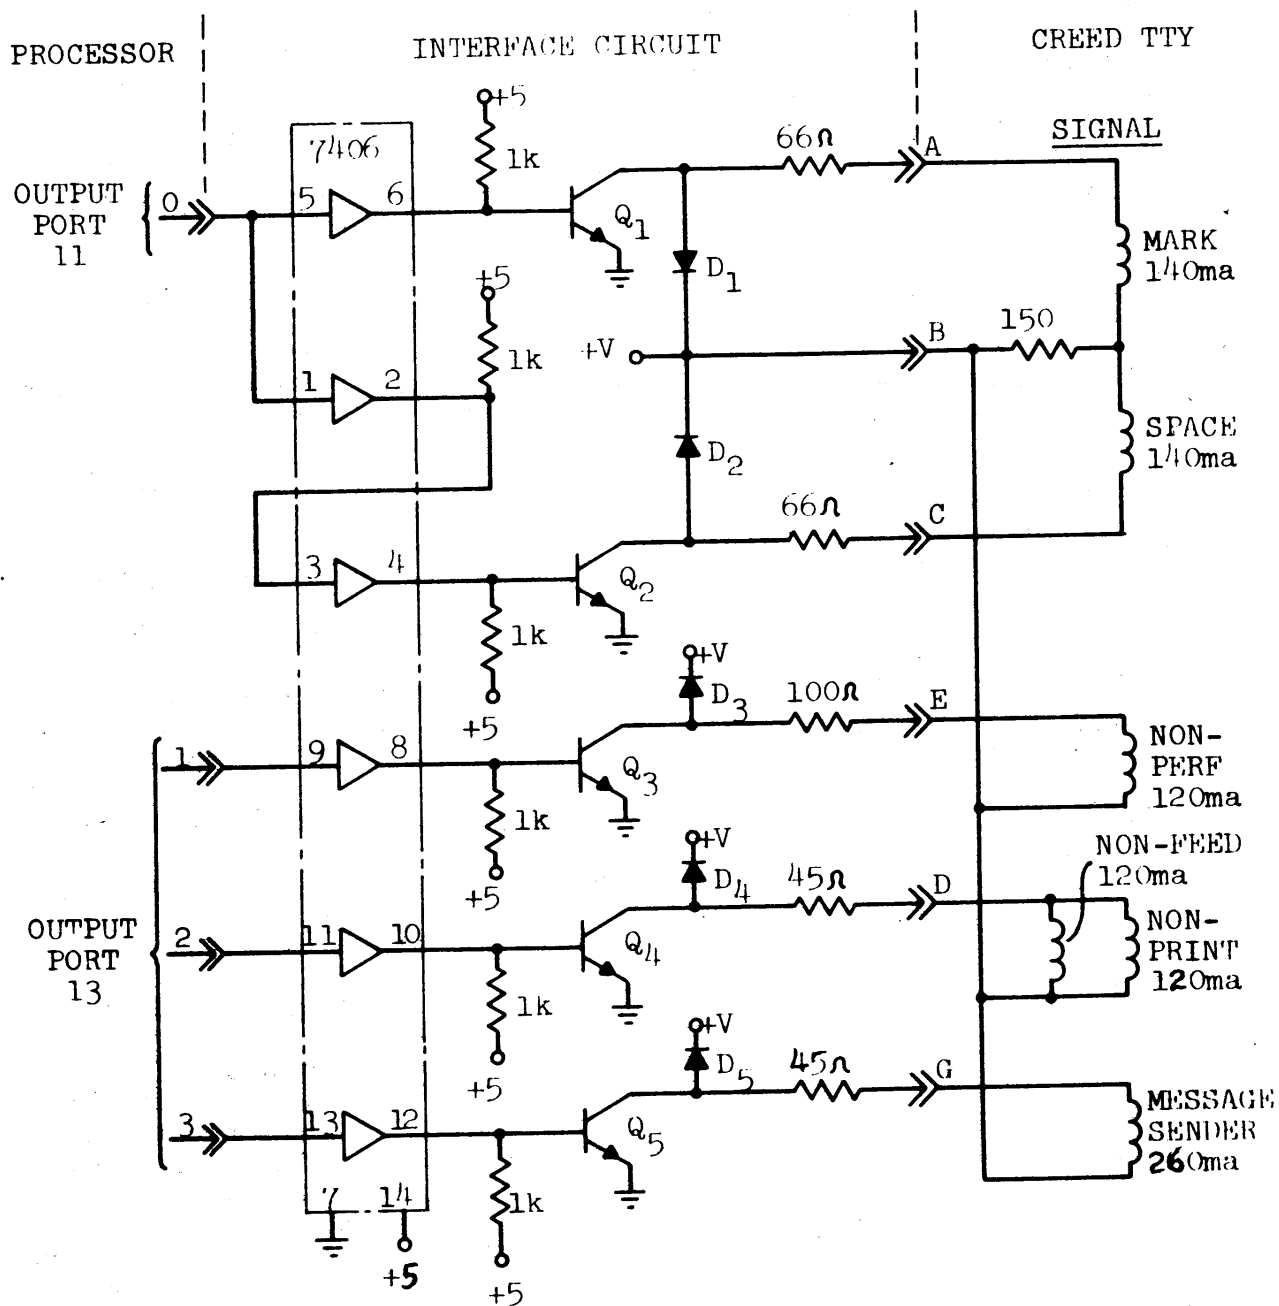 PROCESSOR
INTERFACE CIRCUIT
CREED TTY
SIGNAL
+5
7406
1k
66Ω
A
OUTPUT
PORT
11
0
5
6
Q1
MARK
140ma
D1
+5
1k
+V
B
150
1
2
D2
SPACE
140ma
66Ω
C
3
4
Q2
1k
+5
+V
D3
100Ω
E
1
9
8
Q3
NON-
PERF
120ma
1k
+5
+V
D4
45Ω
D
NON-FEED
120ma
OUTPUT
PORT
13
2
11
10
Q4
NON-
PRINT
120ma
1k
+5
+V
D5
45Ω
G
3
13
12
Q5
MESSAGE
SENDER
260ma
7
14
1k
+5
+5